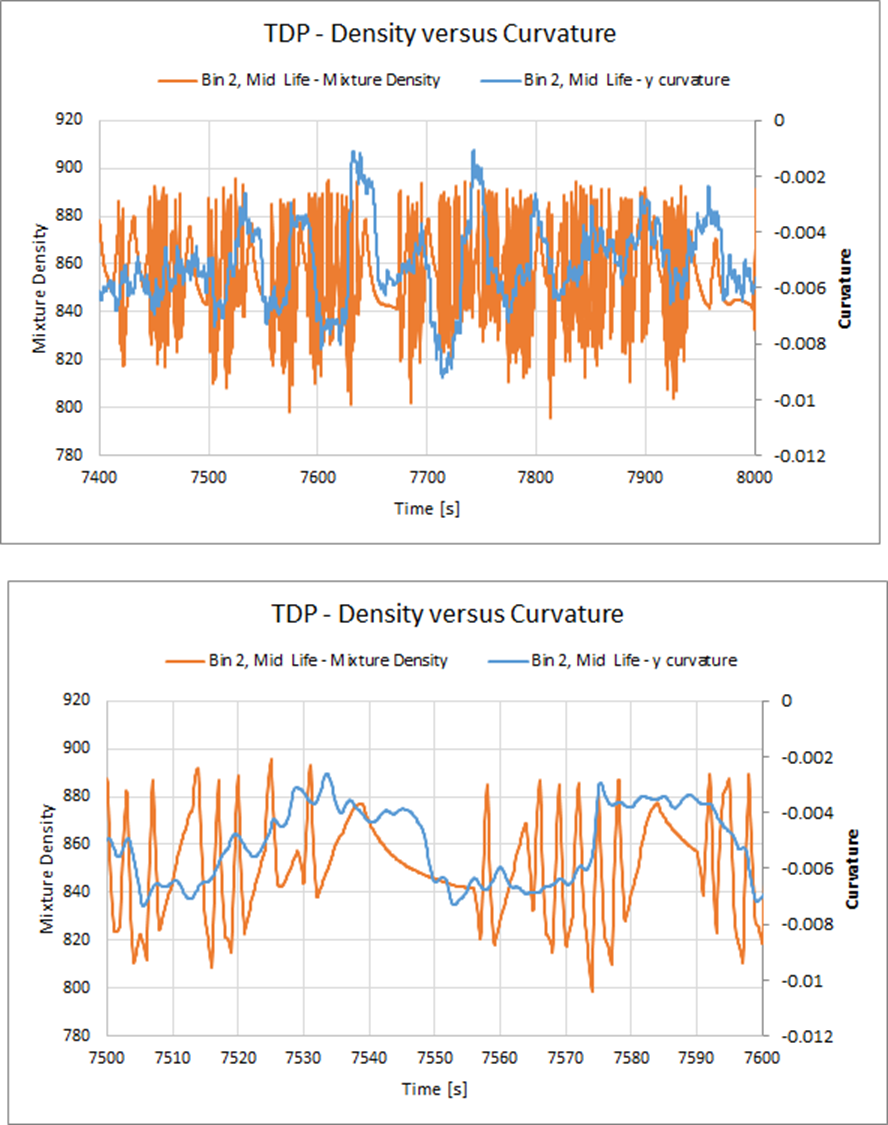 TDP - Density versus Curvature
Bin 2, Mid Life - Mixture Density Bin 2, Mid Life - y curvature
920 0
900 -0.002
880 -0.004
860 -0.006
840 -0.008
820 -0.01
800 -0.012
780
Mixture Density
Curvature
7400 7500 7600 7700 7800 7900 8000
Time [s]
TDP - Density versus Curvature
Bin 2, Mid Life - Mixture Density Bin 2, Mid Life - y curvature
920 0
900 -0.002
880 -0.004
860 -0.006
840 -0.008
820 -0.01
800 -0.012
780
Mixture Density
Curvature
7500 7510 7520 7530 7540 7550 7560 7570 7580 7590 7600
Time [s]